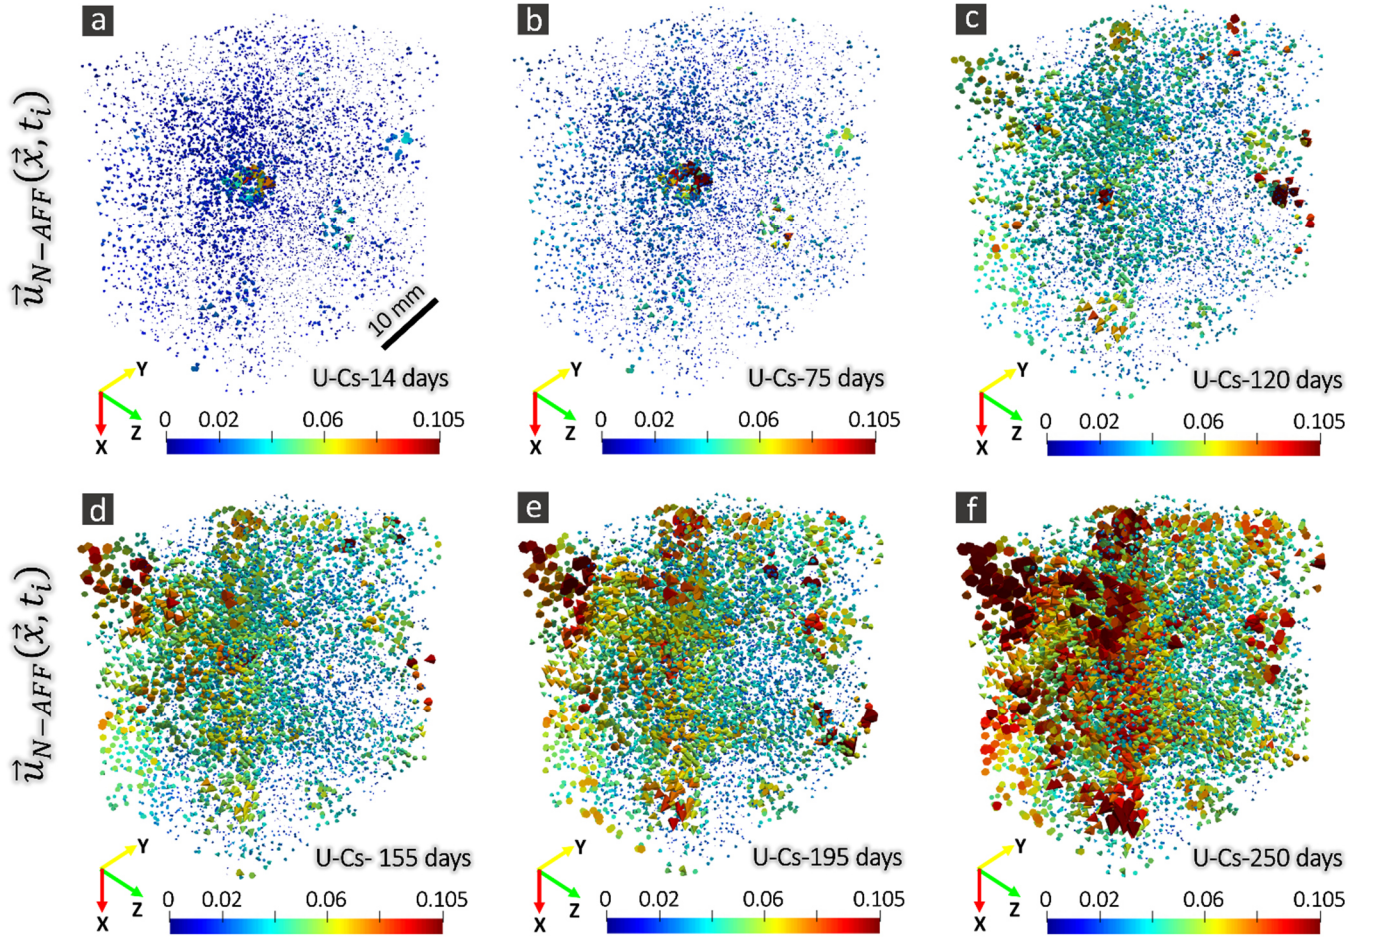 a
b
c
u⃗_{N−AFF}(x⃗, t_i)
10 mm
Y
X
Z
U-Cs-14 days
0 0.02 0.06 0.105
Y
X
Z
U-Cs-75 days
0 0.02 0.06 0.105
Y
X
Z
U-Cs-120 days
0 0.02 0.06 0.105
d
e
f
u⃗_{N−AFF}(x⃗, t_i)
Y
X
Z
U-Cs- 155 days
0 0.02 0.06 0.105
Y
X
Z
U-Cs-195 days
0 0.02 0.06 0.105
Y
X
Z
U-Cs-250 days
0 0.02 0.06 0.105